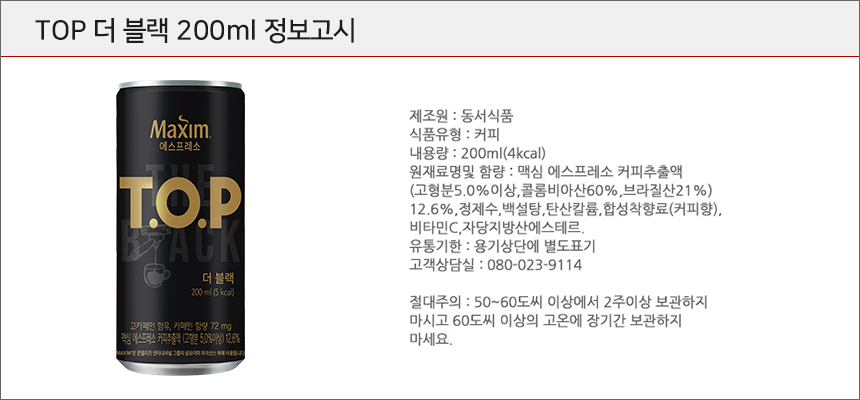 TOP 더 블랙 200ml 정보고시
Maxim
에스프레소
THE
T.O.P
BLACK
더 블랙
200 ml (5 kcal)
고카페인 함유, 카페인 함량 72 mg
맥심 에스프레소 커피추출액 (고형분 5.0%이상) 12.6%
제조원 : 동서식품
식품유형 : 커피
내용량 : 200ml(4kcal)
원재료명및 함량 : 맥심 에스프레소 커피추출액
(고형분5.0%이상,콜롬비아산60%,브라질산21%)
12.6%,정제수,백설탕,탄산칼륨,합성착향료(커피향),
비타민C,자당지방산에스테르.
유통기한 : 용기상단에 별도표기
고객상담실 : 080-023-9114
절대주의 : 50~60도씨 이상에서 2주이상 보관하지
마시고 60도씨 이상의 고온에 장기간 보관하지
마세요.